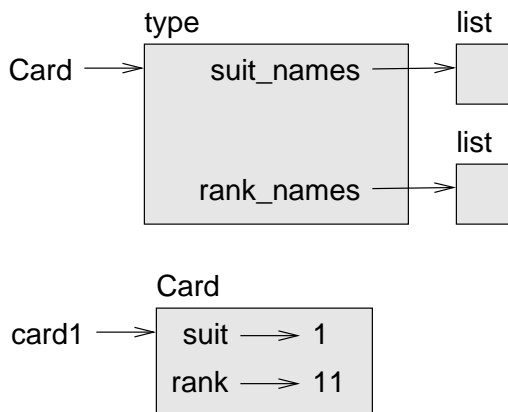 type list
Card suit_names
list
rank_names
Card
card1 suit 1
rank 11